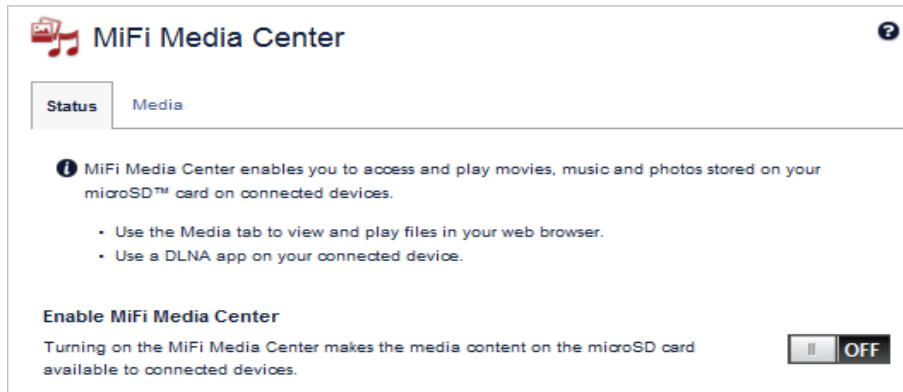 MiFi Media Center
Status
Media
MiFi Media Center enables you to access and play movies, music and photos stored on your
microSD™ card on connected devices.
• Use the Media tab to view and play files in your web browser.
• Use a DLNA app on your connected device.
Enable MiFi Media Center
Turning on the MiFi Media Center makes the media content on the microSD card
available to connected devices.
OFF